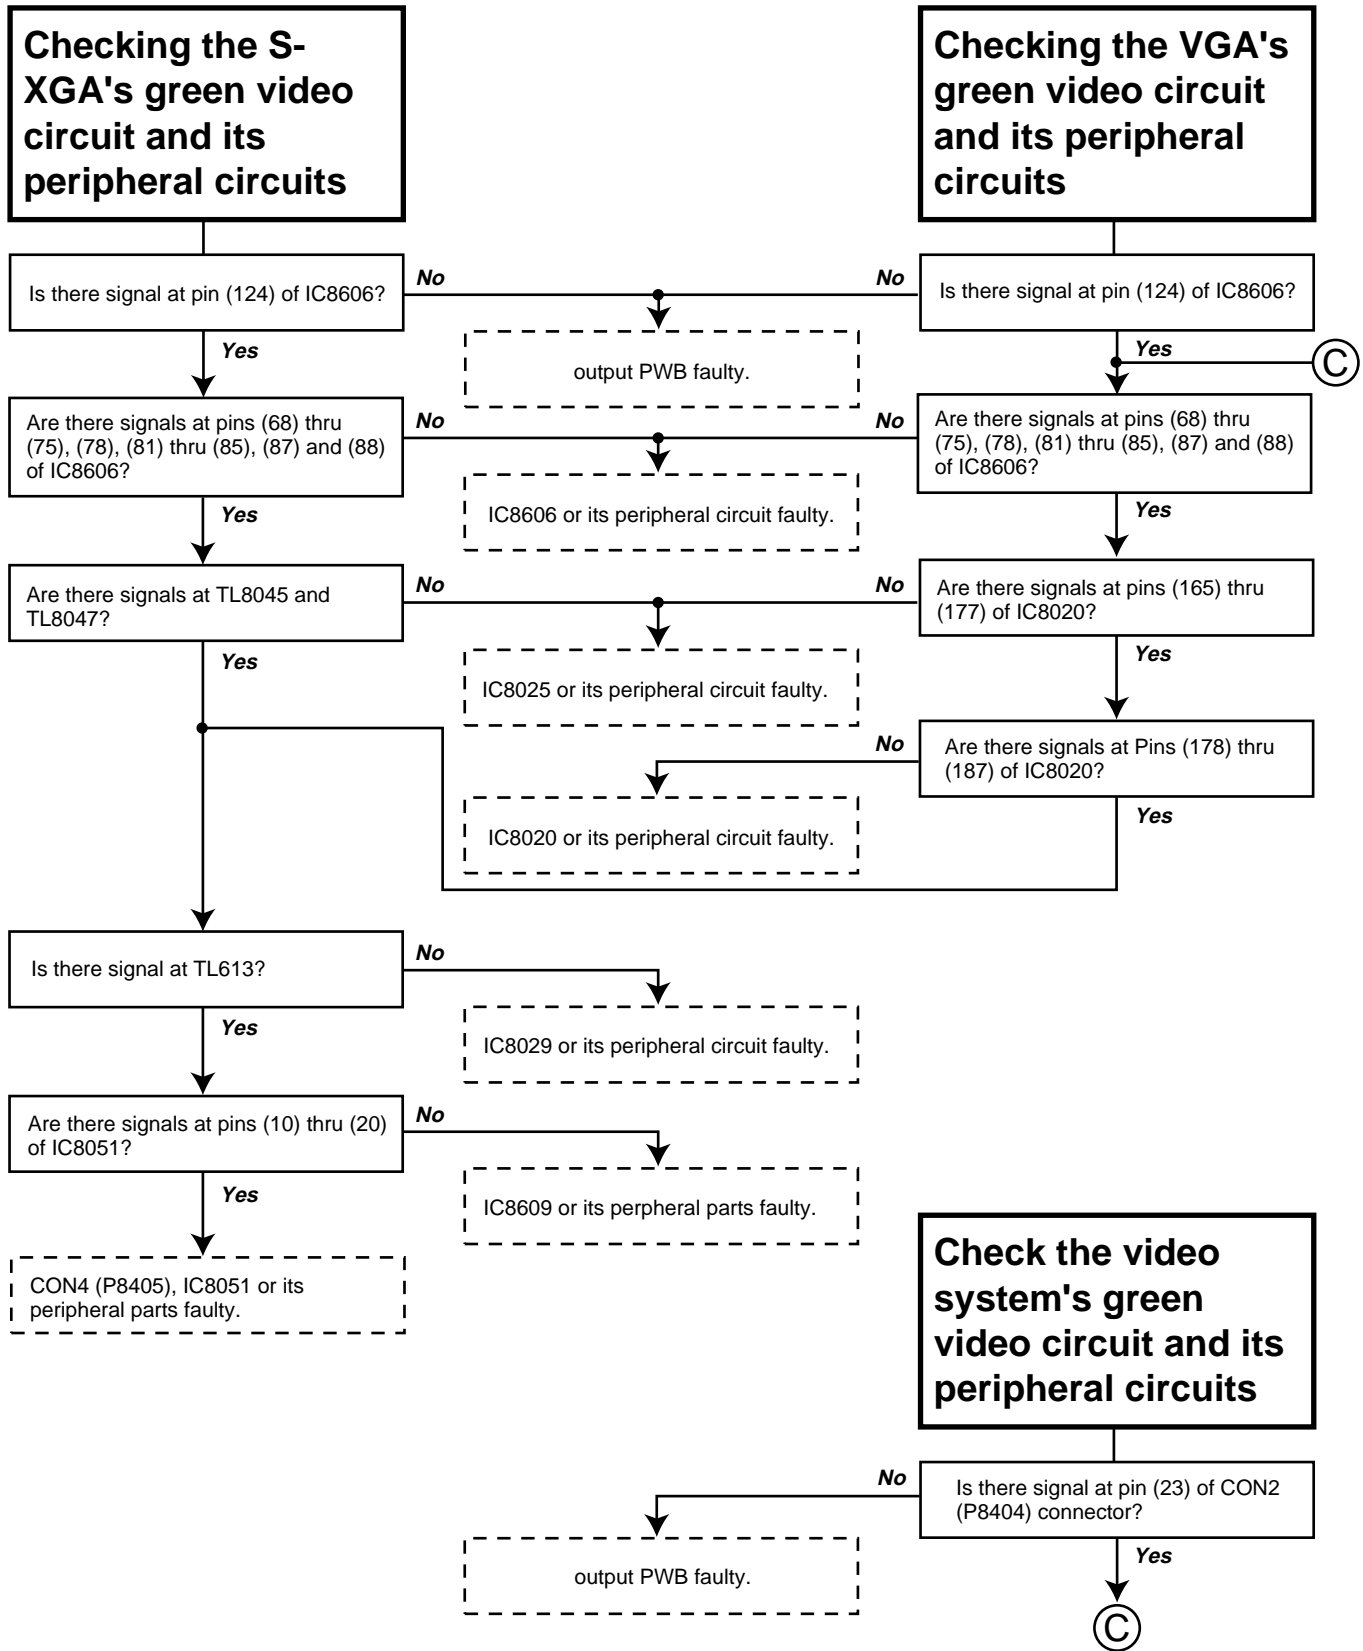 Checking the S-
XGA's green video
circuit and its
peripheral circuits
Checking the VGA's
green video circuit
and its peripheral
circuits
Is there signal at pin (124) of IC8606?
No
No
Is there signal at pin (124) of IC8606?
Yes
output PWB faulty.
Yes
C
Are there signals at pins (68) thru
(75), (78), (81) thru (85), (87) and (88)
of IC8606?
No
No
Are there signals at pins (68) thru
(75), (78), (81) thru (85), (87) and (88)
of IC8606?
Yes
IC8606 or its peripheral circuit faulty.
Yes
Are there signals at TL8045 and
TL8047?
No
No
Are there signals at pins (165) thru
(177) of IC8020?
Yes
IC8025 or its peripheral circuit faulty.
Yes
No
Are there signals at Pins (178) thru
(187) of IC8020?
IC8020 or its peripheral circuit faulty.
Yes
Is there signal at TL613?
No
Yes
IC8029 or its peripheral circuit faulty.
Are there signals at pins (10) thru (20)
of IC8051?
No
Yes
IC8609 or its perpheral parts faulty.
CON4 (P8405), IC8051 or its
peripheral parts faulty.
Check the video
system's green
video circuit and its
peripheral circuits
No
Is there signal at pin (23) of CON2
(P8404) connector?
output PWB faulty.
Yes
C